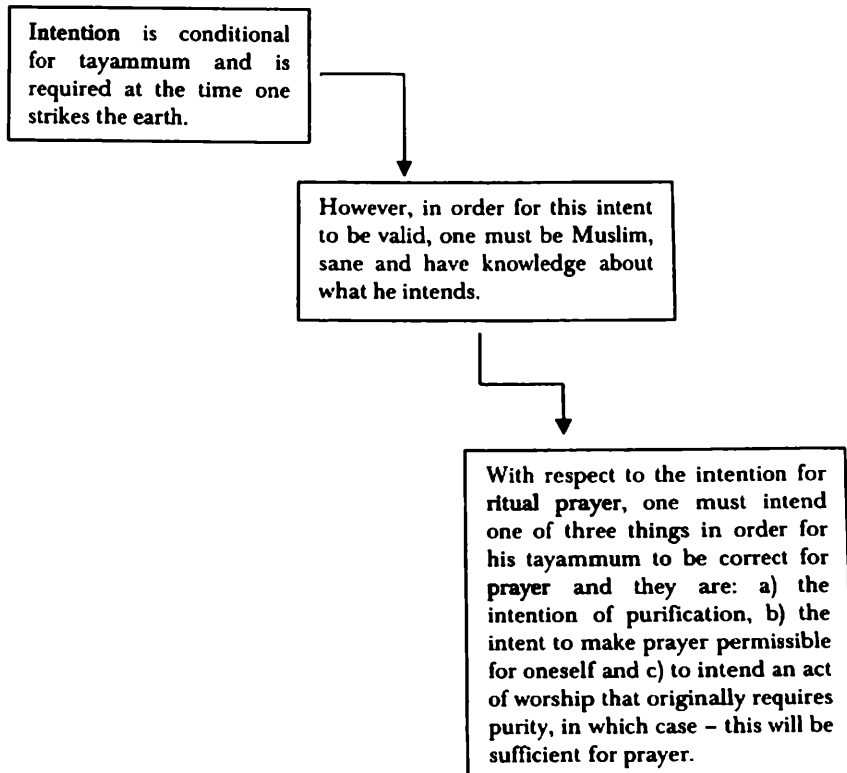 Intention is conditional
for tayammum and is
required at the time one
strikes the earth.
However, in order for this intent
to be valid, one must be Muslim,
sane and have knowledge about
what he intends.
With respect to the intention for
ritual prayer, one must intend
one of three things in order for
his tayammum to be correct for
prayer and they are: a) the
intention of purification, b) the
intent to make prayer permissible
for oneself and c) to intend an act
of worship that originally requires
purity, in which case – this will be
sufficient for prayer.